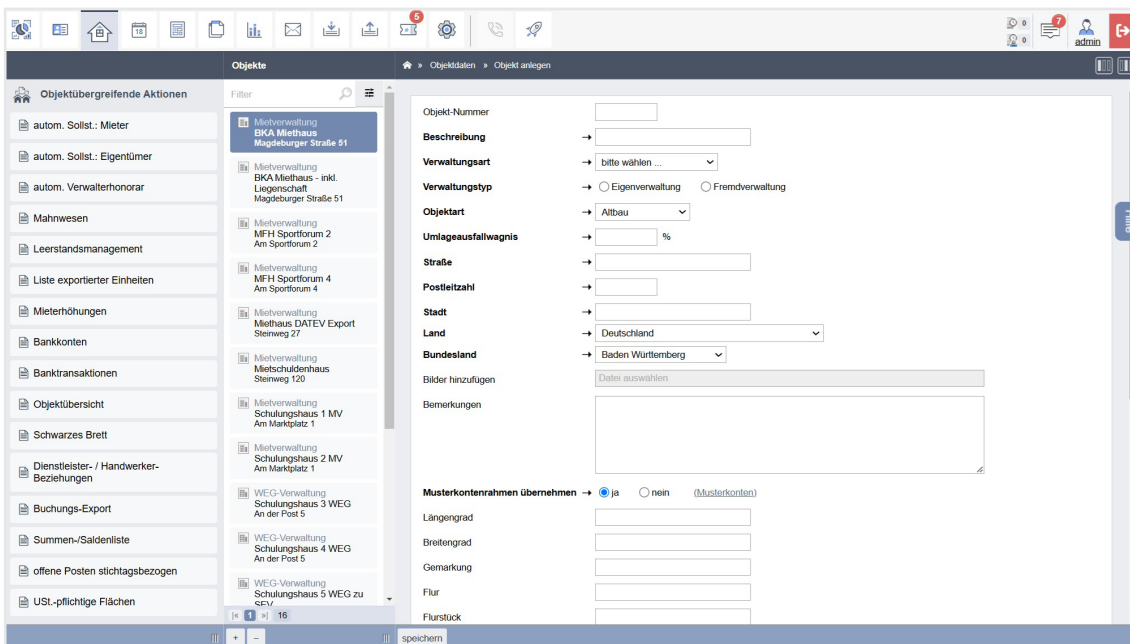 18
5
0
0
7
admin
Objekte
» Objektdaten » Objekt anlegen
Objektübergreifende Aktionen
autom. Sollst.: Mieter
autom. Sollst.: Eigentümer
autom. Verwalterhonorar
Mahnwesen
Leerstandsmanagement
Liste exportierter Einheiten
Mieterhöhungen
Bankkonten
Banktransaktionen
Objektübersicht
Schwarzes Brett
Dienstleister- / Handwerker-
Beziehungen
Buchungs-Export
Summen-/Saldenliste
offene Posten stichtagsbezogen
USt.-pflichtige Flächen
Filter
Mietverwaltung
BKA Miethaus
Magdeburger Straße 51
Mietverwaltung
BKA Miethaus - inkl.
Liegenschaft
Magdeburger Straße 51
Mietverwaltung
MFH Sportforum 2
Am Sportforum 2
Mietverwaltung
MFH Sportforum 4
Am Sportforum 4
Mietverwaltung
Miethaus DATEV Export
Steinweg 27
Mietverwaltung
Mietschuldenhaus
Steinweg 120
Mietverwaltung
Schulungshaus 1 MV
Am Marktplatz 1
Mietverwaltung
Schulungshaus 2 MV
Am Marktplatz 1
WEG-Verwaltung
Schulungshaus 3 WEG
An der Post 5
WEG-Verwaltung
Schulungshaus 4 WEG
An der Post 5
WEG-Verwaltung
Schulungshaus 5 WEG zu
SEV
|« 1 »| 16
+ −
Objekt-Nummer
Beschreibung →
Verwaltungsart → bitte wählen ...
Verwaltungstyp → Eigenverwaltung Fremdverwaltung
Objektart → Altbau
Umlageausfallwagnis → %
Straße →
Postleitzahl →
Stadt →
Land → Deutschland
Bundesland → Baden Württemberg
Bilder hinzufügen Datei auswählen
Bemerkungen
Musterkontenrahmen übernehmen → ja nein (Musterkonten)
Längengrad
Breitengrad
Gemarkung
Flur
Flurstück
speichern